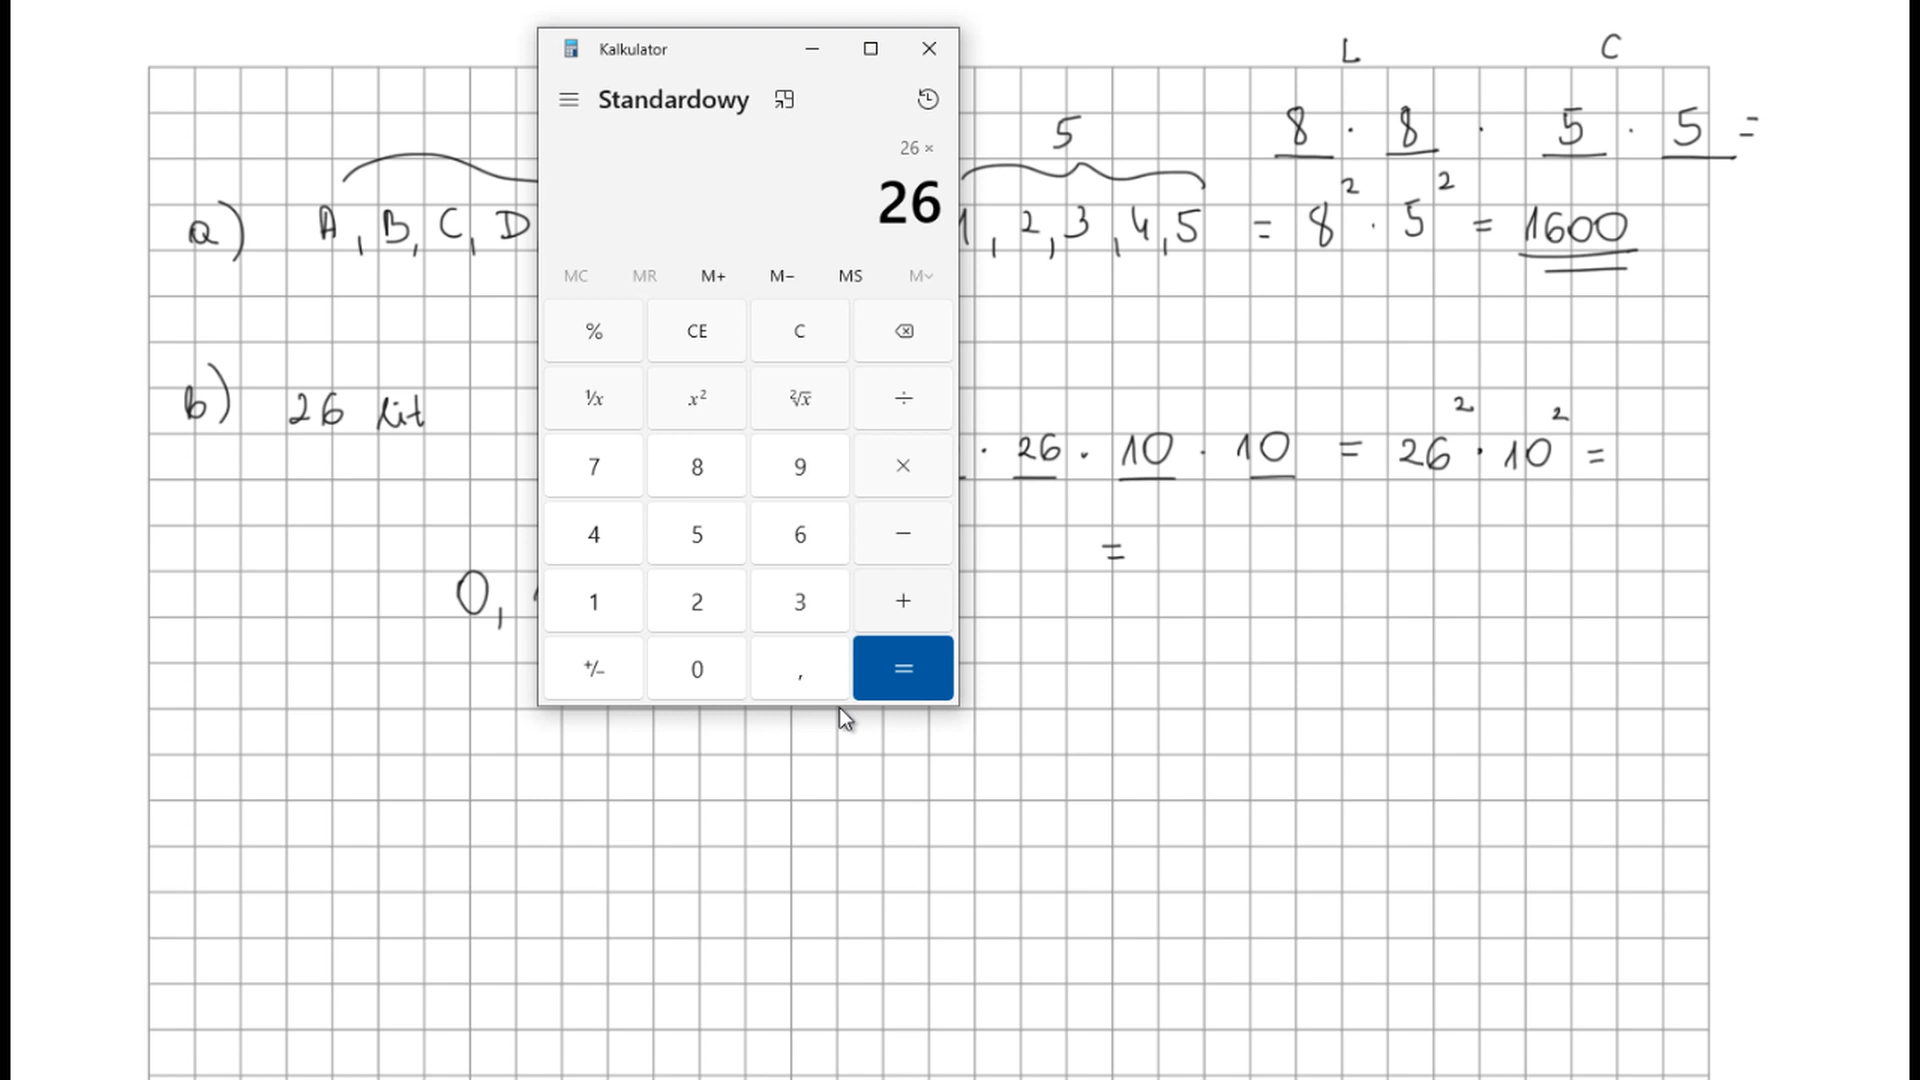 L C
8 · 8 · 5 · 5 =
5
a) A, B, C, D 1, 2, 3, 4, 5 = 8² · 5² = 1600
b) 26 lit · 26 · 10 · 10 = 26² · 10² =
=
0,
Kalkulator
Standardowy
26 ×
26
MC MR M+ M− MS M˅
% CE C
⅟x x² ²√x ÷
7 8 9 ×
4 5 6 −
1 2 3 +
+/− 0 , =